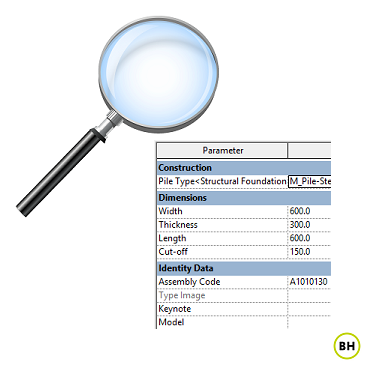 Parameter
Construction
Pile Type<Structural Foundation M_Pile-Ste
Dimensions
Width 600.0
Thickness 300.0
Length 600.0
Cut-off 150.0
Identity Data
Assembly Code A1010130
Type Image
Keynote
Model
BH